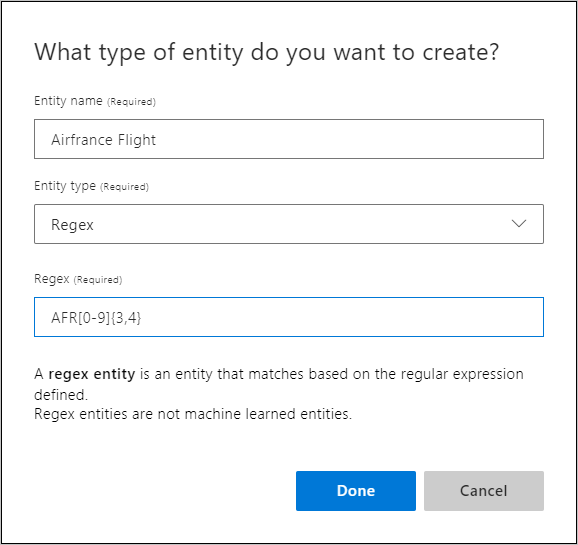 What type of entity do you want to create?
Entity name (Required)
Airfrance Flight
Entity type (Required)
Regex
Regex (Required)
AFR[0-9]{3,4}
A regex entity is an entity that matches based on the regular expression
defined.
Regex entities are not machine learned entities.
Done Cancel